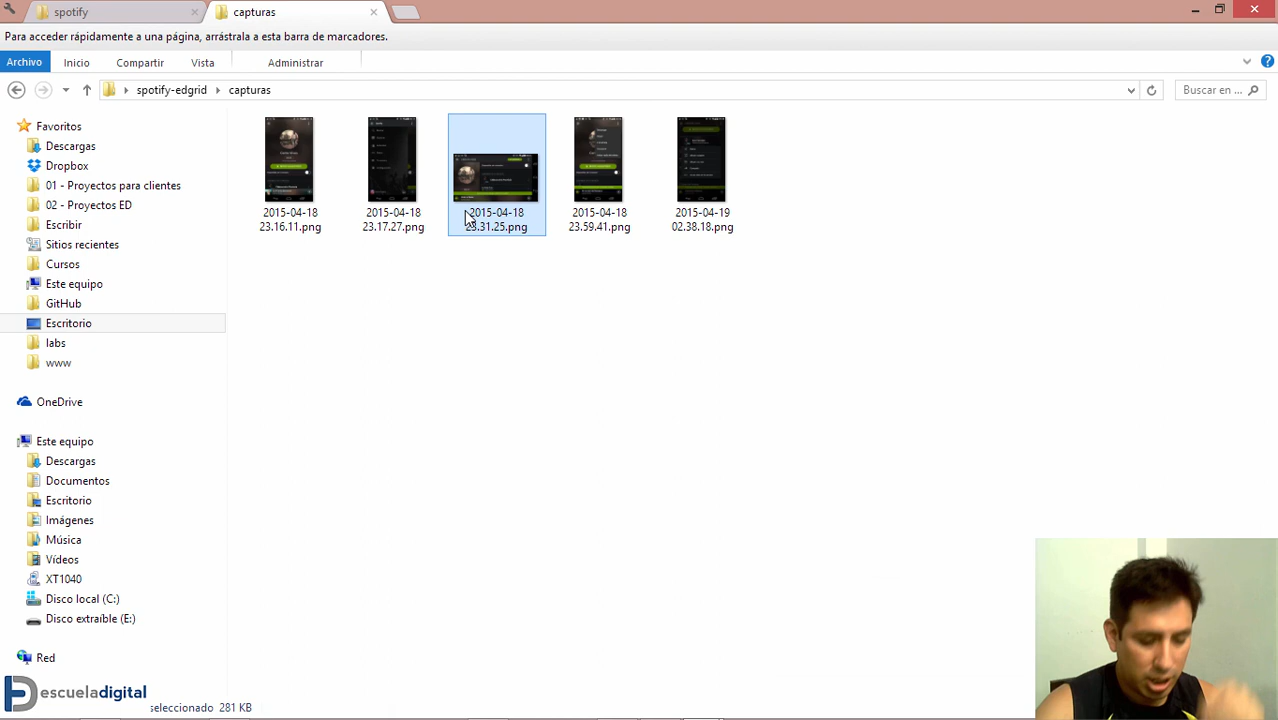 spotify
capturas
Para acceder rápidamente a una página, arrástrala a esta barra de marcadores.
Archivo Inicio Compartir Vista Administrar
spotify-edgrid capturas Buscar en ...
Favoritos
Descargas
Dropbox
01 - Proyectos para clientes
02 - Proyectos ED
Escribir
Sitios recientes
Cursos
Este equipo
GitHub
Escritorio
labs
www
OneDrive
Este equipo
Descargas
Documentos
Escritorio
Imágenes
Música
Vídeos
XT1040
Disco local (C:)
Disco extraíble (E:)
Red
2015-04-18
23.16.11.png
2015-04-18
23.17.27.png
2015-04-18
23.31.25.png
2015-04-18
23.59.41.png
2015-04-19
02.38.18.png
escueladigital
seleccionado 281 KB